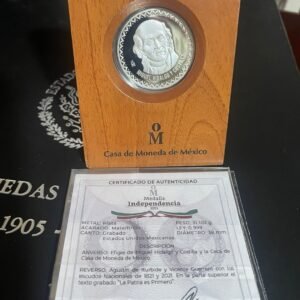 Casa de Moneda de México
CERTIFICADO DE AUTENTICIDAD
Medalla
Independencia
METAL: Plata PESO: 31.103 g
ACABADO: Mate/Brillo LEY: 0.999
CANTO: Grabado DIÁMETRO: 38 mm
Estados Unidos Mexicanos
DESCRIPCIÓN
ANVERSO: Efigie de Miguel Hidalgo y Costilla y la Ceca de
Casa de Moneda de México
REVERSO: Agustín de Iturbide y Vicente Guerrero con los
escudos Nacionales de 1821 y 2021. En la parte superior el
texto grabado "La Patria es Primero".
ESTADOS
NEDAS
1905 -